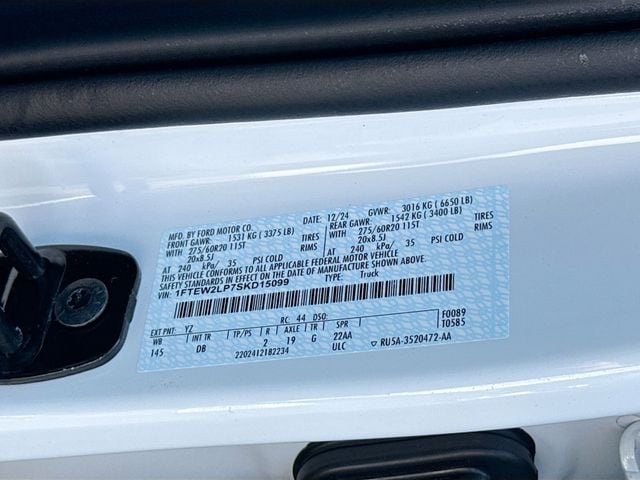 MFD. BY FORD MOTOR CO. DATE: 12/24 GVWR: 3016 KG ( 6650 LB)
FRONT GAWR: 1531 KG ( 3375 LB) REAR GAWR: 1542 KG ( 3400 LB)
WITH 275/60R20 115T TIRES WITH 275/60R20 115T TIRES
20x8.5J RIMS 20x8.5J RIMS
AT 240 kPa/ 35 PSI COLD AT 240 kPa/ 35 PSI COLD
THIS VEHICLE CONFORMS TO ALL APPLICABLE FEDERAL MOTOR VEHICLE
SAFETY STANDARDS IN EFFECT ON THE DATE OF MANUFACTURE SHOWN ABOVE.
VIN: 1FTEW2LP7SKD15099 TYPE: Truck
EXT PNT: YZ RC: 44 DSO: F0089
WB INT TR TP/PS R AXLE TR SPR T0585
145 DB 2 19 G 22AA
2202412182234 ULC RU5A-3520472-AA